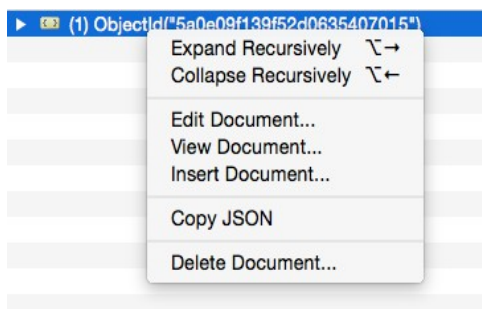 (1) ObjectId("5a0e09f139f52d0635407015")
Expand Recursively ⌥→
Collapse Recursively ⌥←
Edit Document...
View Document...
Insert Document...
Copy JSON
Delete Document...